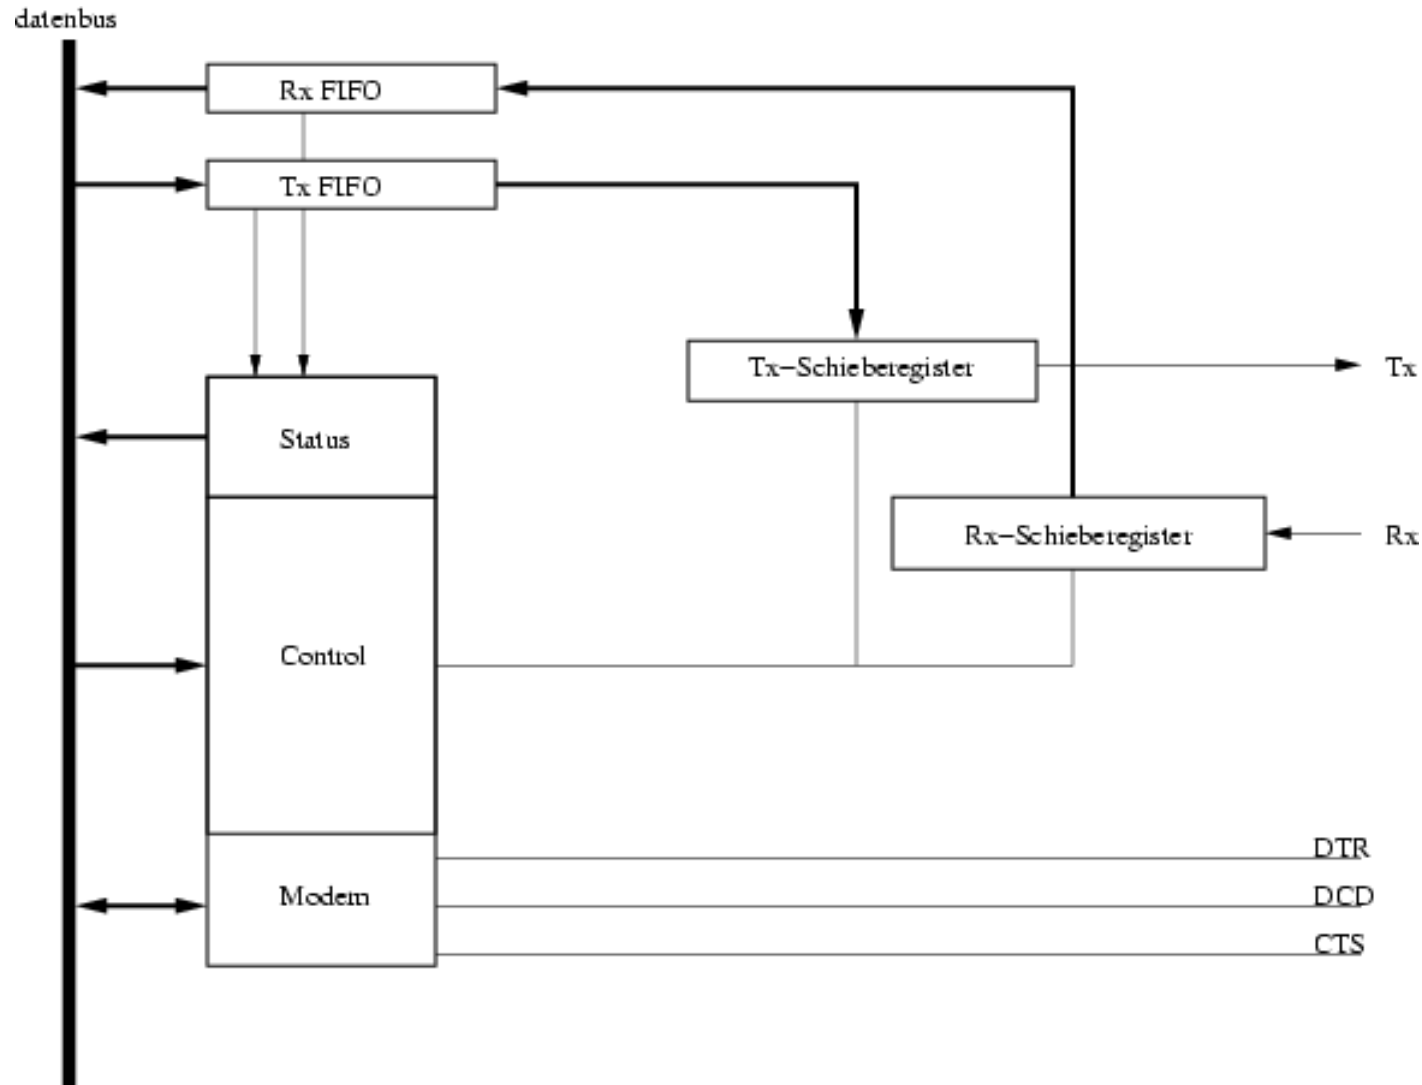 datenbus
Rx FIFO
Tx FIFO
Tx–Schieberegister
Tx
Status
Rx–Schieberegister
Rx
Control
DTR
Modem
DCD
CTS